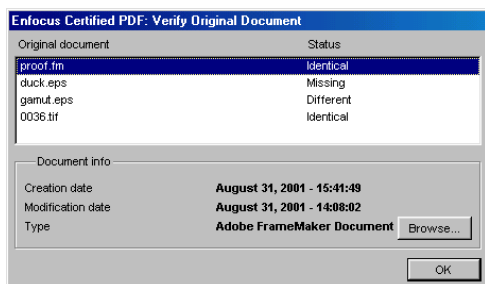 Enfocus Certified PDF: Verify Original Document
Original document Status
proof.fm Identical
duck.eps Missing
gamut.eps Different
0036.tif Identical
Document info
Creation date August 31, 2001 - 15:41:49
Modification date August 31, 2001 - 14:08:02
Type Adobe FrameMaker Document Browse...
OK